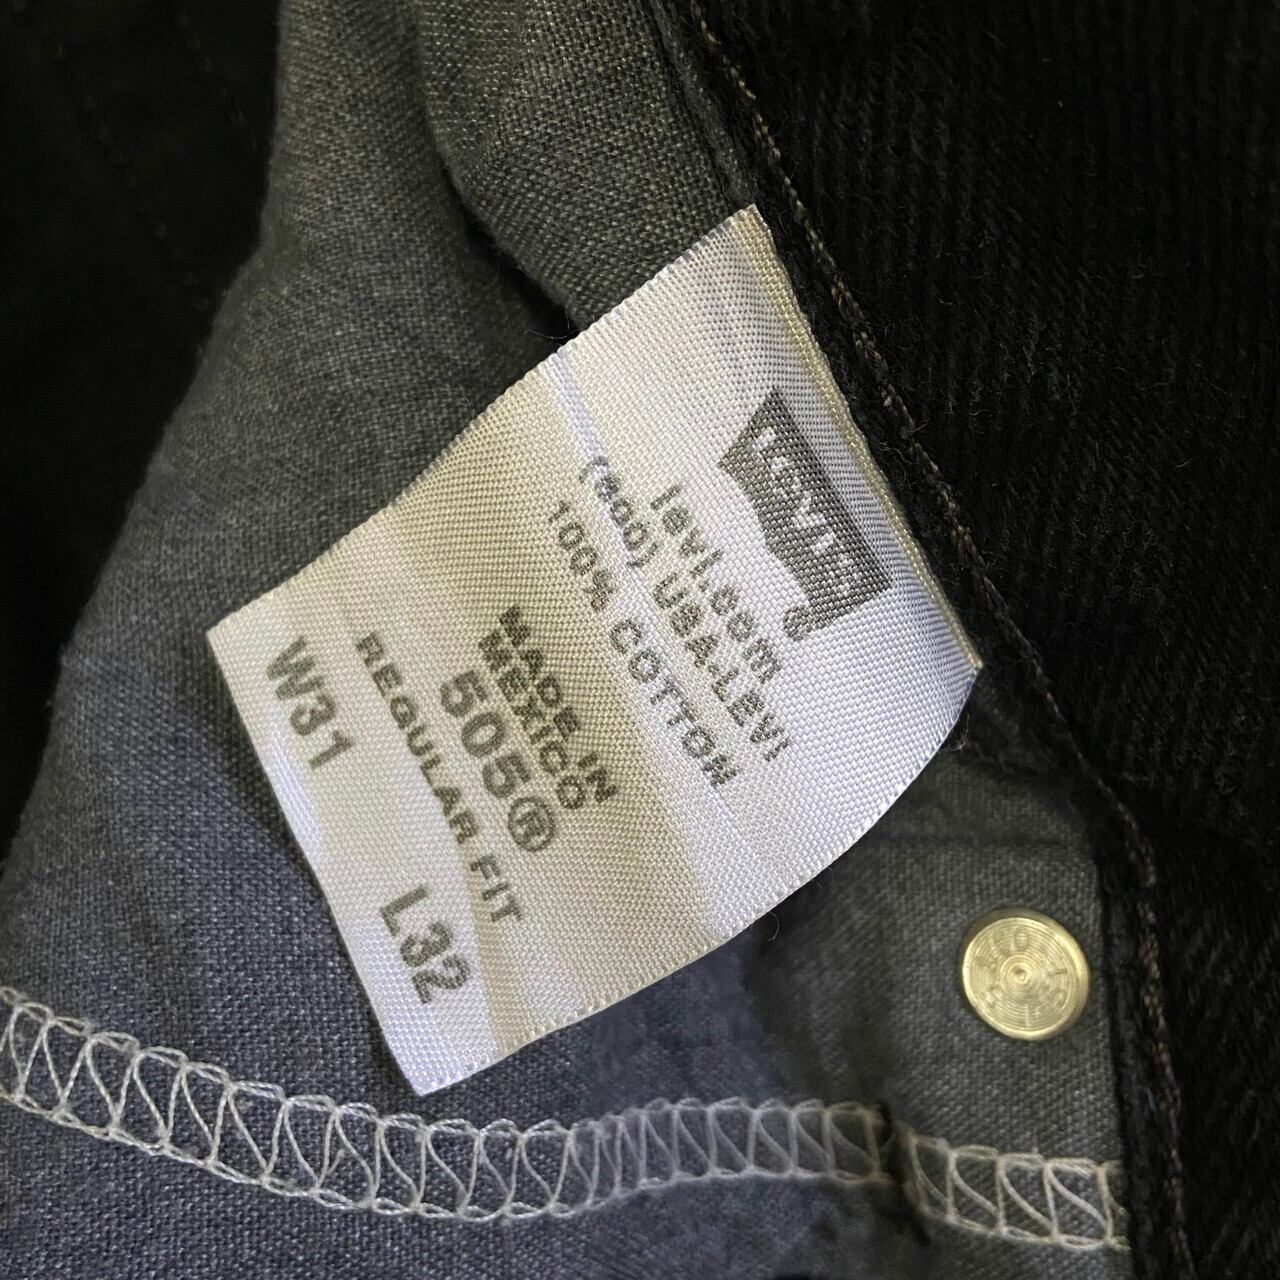 LEVI'S
levi.com
(800) USA-LEVI
100% COTTON
MADE IN
MEXICO
505®
REGULAR FIT
W31 L32